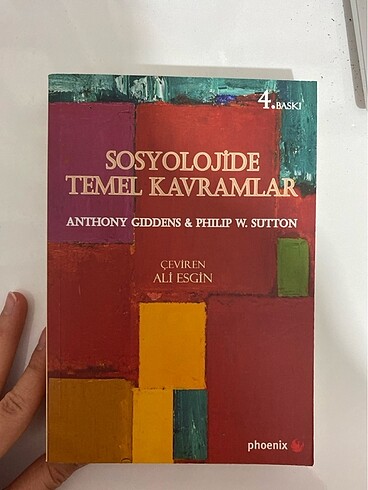 4. BASKI
SOSYOLOJİDE
TEMEL KAVRAMLAR
ANTHONY GIDDENS & PHILIP W. SUTTON
ÇEVİREN
ALİ ESGİN
phoenix